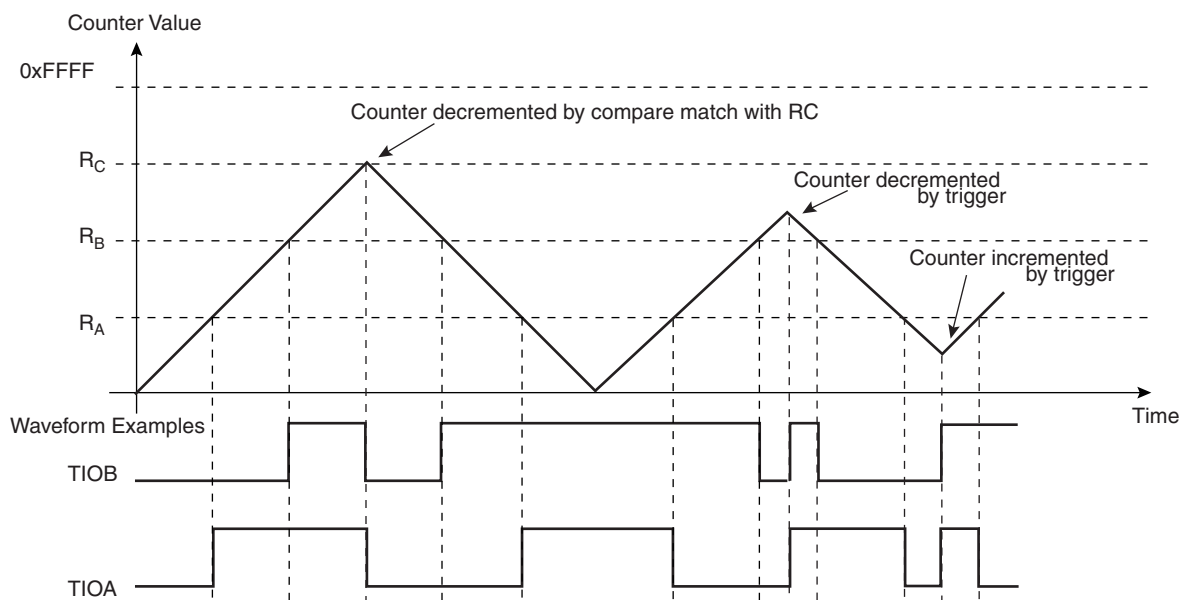 Counter Value
0xFFFF
Counter decremented by compare match with RC
RC
Counter decremented
by trigger
RB
Counter incremented
by trigger
RA
Time
Waveform Examples
TIOB
TIOA